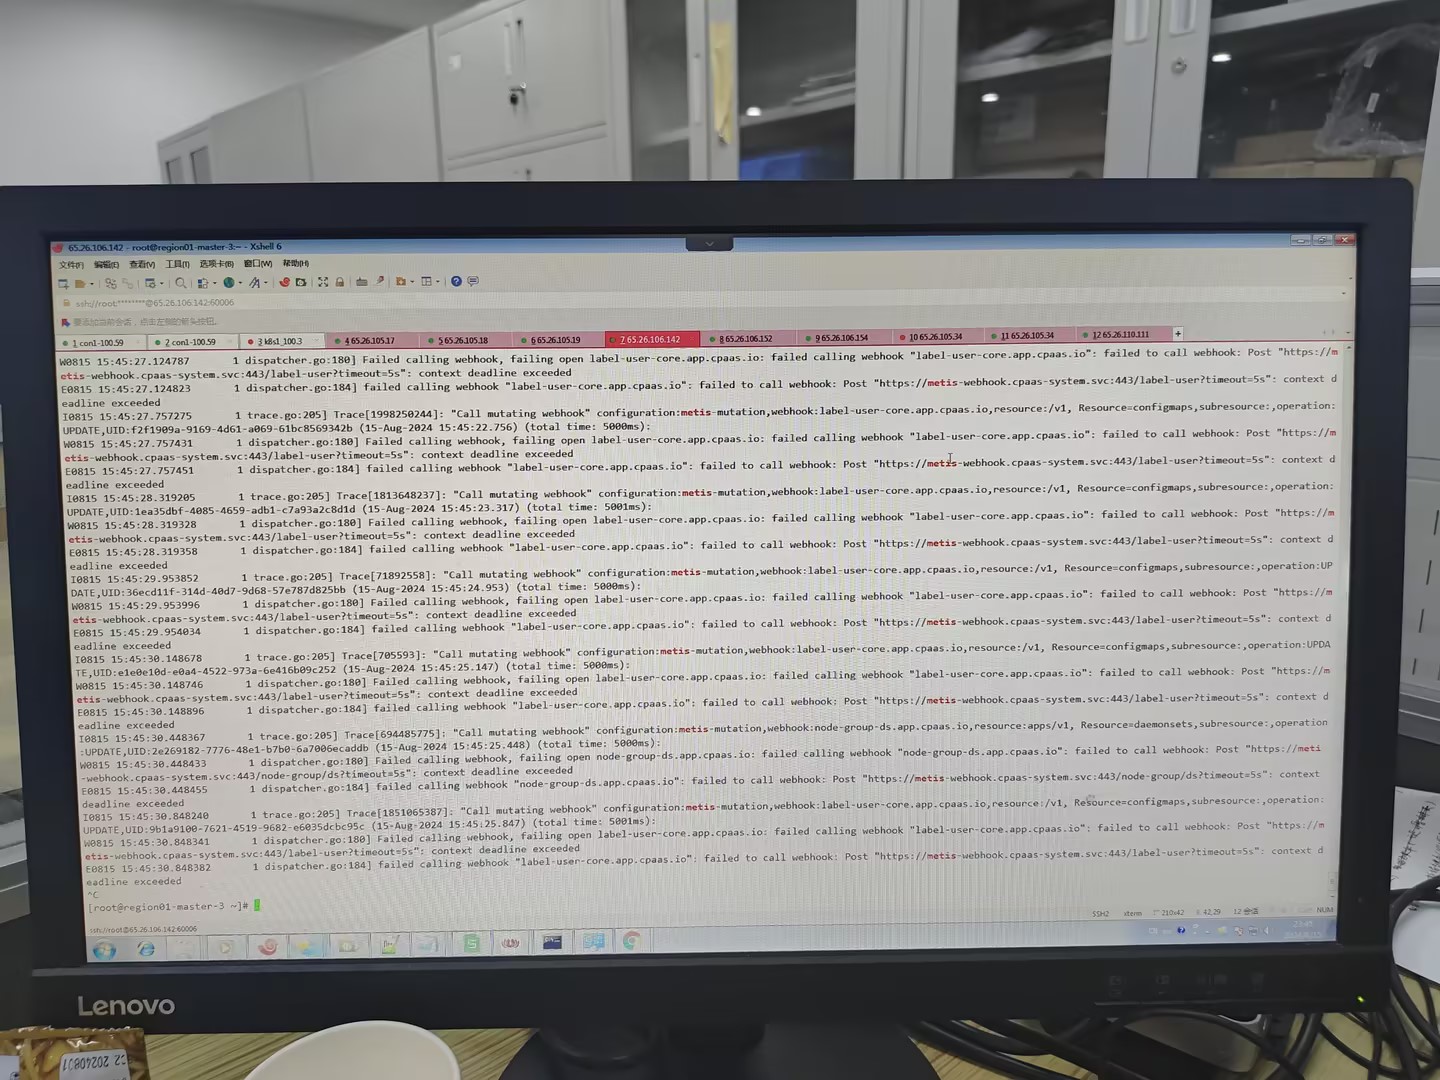 65.26.106.142 - root@region01-master-3:~ - Xshell 6
文件(F) 编辑(E) 查看(V) 工具(T) 选项卡(B) 窗口(W) 帮助(H)
ssh://root:********@65.26.106.142:60006
要添加当前会话，点击左侧的箭头按钮。
1 con1-100.59 2 con1-100.59 3 k8s1_100.3 4 65.26.105.17 5 65.26.105.18 6 65.26.105.19 7 65.26.106.142 8 65.26.106.152 9 65.26.106.154 10 65.26.105.34 11 65.26.105.34 12 65.26.110.111 +
W0815 15:45:27.124787 1 dispatcher.go:180] Failed calling webhook, failing open label-user-core.app.cpaas.io: failed calling webhook "label-user-core.app.cpaas.io": failed to call webhook: Post "https://m
etis-webhook.cpaas-system.svc:443/label-user?timeout=5s": context deadline exceeded
E0815 15:45:27.124823 1 dispatcher.go:184] failed calling webhook "label-user-core.app.cpaas.io": failed to call webhook: Post "https://metis-webhook.cpaas-system.svc:443/label-user?timeout=5s": context d
eadline exceeded
I0815 15:45:27.757275 1 trace.go:205] Trace[1998250244]: "Call mutating webhook" configuration:metis-mutation,webhook:label-user-core.app.cpaas.io,resource:/v1, Resource=configmaps,subresource:,operation:
UPDATE,UID:f2f1909a-9169-4d61-a069-61bc8569342b (15-Aug-2024 15:45:22.756) (total time: 5000ms):
W0815 15:45:27.757431 1 dispatcher.go:180] Failed calling webhook, failing open label-user-core.app.cpaas.io: failed calling webhook "label-user-core.app.cpaas.io": failed to call webhook: Post "https://m
etis-webhook.cpaas-system.svc:443/label-user?timeout=5s": context deadline exceeded
E0815 15:45:27.757451 1 dispatcher.go:184] failed calling webhook "label-user-core.app.cpaas.io": failed to call webhook: Post "https://metis-webhook.cpaas-system.svc:443/label-user?timeout=5s": context d
eadline exceeded
I0815 15:45:28.319205 1 trace.go:205] Trace[1813648237]: "Call mutating webhook" configuration:metis-mutation,webhook:label-user-core.app.cpaas.io,resource:/v1, Resource=configmaps,subresource:,operation:
UPDATE,UID:1ea35dbf-4085-4659-adb1-c7a93a2c8d1d (15-Aug-2024 15:45:23.317) (total time: 5001ms):
W0815 15:45:28.319328 1 dispatcher.go:180] Failed calling webhook, failing open label-user-core.app.cpaas.io: failed calling webhook "label-user-core.app.cpaas.io": failed to call webhook: Post "https://m
etis-webhook.cpaas-system.svc:443/label-user?timeout=5s": context deadline exceeded
E0815 15:45:28.319358 1 dispatcher.go:184] failed calling webhook "label-user-core.app.cpaas.io": failed to call webhook: Post "https://metis-webhook.cpaas-system.svc:443/label-user?timeout=5s": context d
eadline exceeded
I0815 15:45:29.953852 1 trace.go:205] Trace[71892558]: "Call mutating webhook" configuration:metis-mutation,webhook:label-user-core.app.cpaas.io,resource:/v1, Resource=configmaps,subresource:,operation:UP
DATE,UID:36ecd11f-314d-40d7-9d68-57e787d825bb (15-Aug-2024 15:45:24.953) (total time: 5000ms):
W0815 15:45:29.953996 1 dispatcher.go:180] Failed calling webhook, failing open label-user-core.app.cpaas.io: failed calling webhook "label-user-core.app.cpaas.io": failed to call webhook: Post "https://m
etis-webhook.cpaas-system.svc:443/label-user?timeout=5s": context deadline exceeded
E0815 15:45:29.954034 1 dispatcher.go:184] failed calling webhook "label-user-core.app.cpaas.io": failed to call webhook: Post "https://metis-webhook.cpaas-system.svc:443/label-user?timeout=5s": context d
eadline exceeded
I0815 15:45:30.148678 1 trace.go:205] Trace[705593]: "Call mutating webhook" configuration:metis-mutation,webhook:label-user-core.app.cpaas.io,resource:/v1, Resource=configmaps,subresource:,operation:UPDA
TE,UID:e1e0e10d-e0a4-4522-973a-6e416b09c252 (15-Aug-2024 15:45:25.147) (total time: 5000ms):
W0815 15:45:30.148746 1 dispatcher.go:180] Failed calling webhook, failing open label-user-core.app.cpaas.io: failed calling webhook "label-user-core.app.cpaas.io": failed to call webhook: Post "https://m
etis-webhook.cpaas-system.svc:443/label-user?timeout=5s": context deadline exceeded
E0815 15:45:30.148896 1 dispatcher.go:184] failed calling webhook "label-user-core.app.cpaas.io": failed to call webhook: Post "https://metis-webhook.cpaas-system.svc:443/label-user?timeout=5s": context d
eadline exceeded
I0815 15:45:30.448367 1 trace.go:205] Trace[694485775]: "Call mutating webhook" configuration:metis-mutation,webhook:node-group-ds.app.cpaas.io,resource:apps/v1, Resource=daemonsets,subresource:,operation
:UPDATE,UID:2e269182-7776-48e1-b7b0-6a7006ecaddb (15-Aug-2024 15:45:25.448) (total time: 5000ms):
W0815 15:45:30.448433 1 dispatcher.go:180] Failed calling webhook, failing open node-group-ds.app.cpaas.io: failed calling webhook "node-group-ds.app.cpaas.io": failed to call webhook: Post "https://meti
s-webhook.cpaas-system.svc:443/node-group/ds?timeout=5s": context deadline exceeded
E0815 15:45:30.448455 1 dispatcher.go:184] failed calling webhook "node-group-ds.app.cpaas.io": failed to call webhook: Post "https://metis-webhook.cpaas-system.svc:443/node-group/ds?timeout=5s": context
deadline exceeded
I0815 15:45:30.848240 1 trace.go:205] Trace[1851065387]: "Call mutating webhook" configuration:metis-mutation,webhook:label-user-core.app.cpaas.io,resource:/v1, Resource=configmaps,subresource:,operation:
UPDATE,UID:9b1a9100-7621-4519-9682-e6035dcbc95c (15-Aug-2024 15:45:25.847) (total time: 5001ms):
W0815 15:45:30.848341 1 dispatcher.go:180] Failed calling webhook, failing open label-user-core.app.cpaas.io: failed calling webhook "label-user-core.app.cpaas.io": failed to call webhook: Post "https://m
etis-webhook.cpaas-system.svc:443/label-user?timeout=5s": context deadline exceeded
E0815 15:45:30.848382 1 dispatcher.go:184] failed calling webhook "label-user-core.app.cpaas.io": failed to call webhook: Post "https://metis-webhook.cpaas-system.svc:443/label-user?timeout=5s": context d
eadline exceeded
^C
[root@region01-master-3 ~]#
ssh://root@65.26.106.142:60006 SSH2 xterm 210x42 42,29 12 会话 NUM
Lenovo